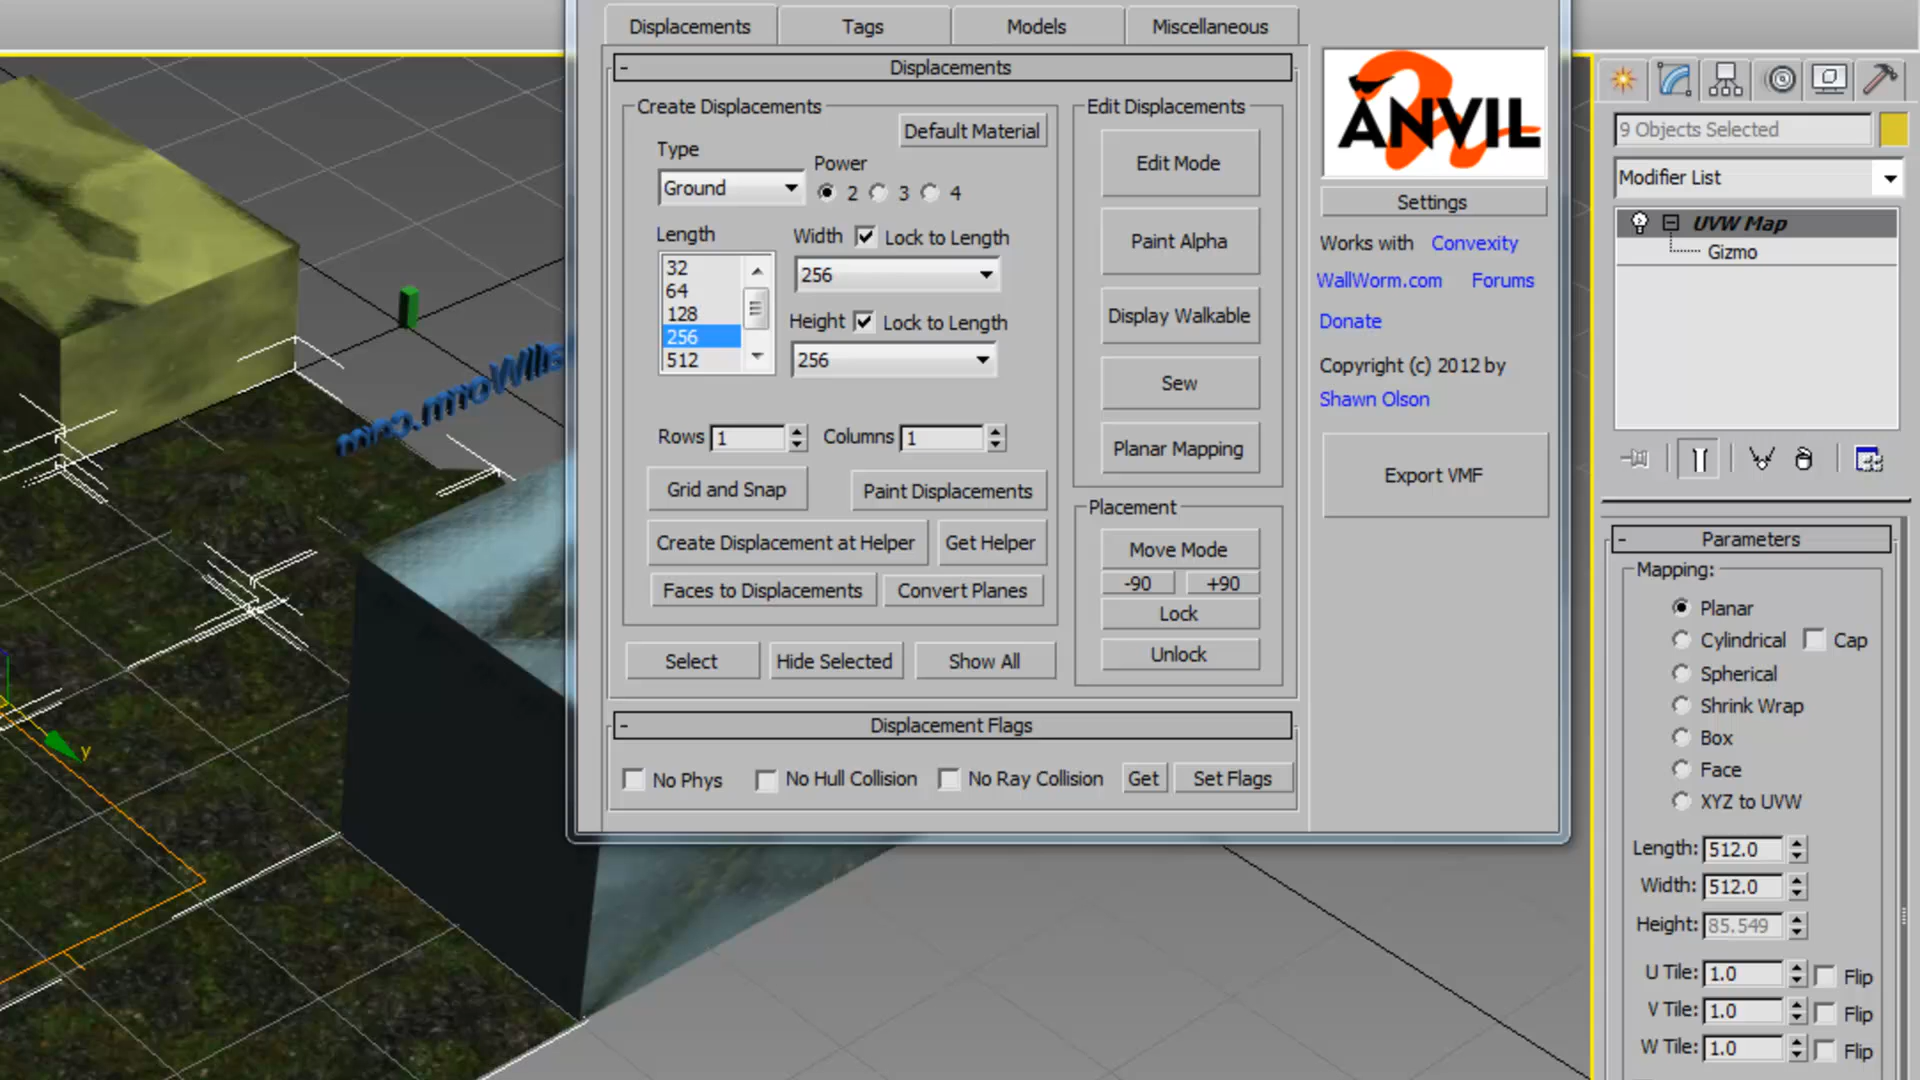 Displacements
Tags
Models
Miscellaneous
- Displacements
Create Displacements
Default Material
Type
Ground
Power
2 3 4
Length
32
64
128
256
512
Width Lock to Length
256
Height Lock to Length
256
Rows 1
Columns 1
Grid and Snap
Paint Displacements
Create Displacement at Helper
Get Helper
Faces to Displacements
Convert Planes
Select
Hide Selected
Show All
Edit Displacements
Edit Mode
Paint Alpha
Display Walkable
Sew
Planar Mapping
Placement
Move Mode
-90
+90
Lock
Unlock
- Displacement Flags
No Phys
No Hull Collision
No Ray Collision
Get
Set Flags
ANVIL
Settings
Works with Convexity
WallWorm.com
Forums
Donate
Copyright (c) 2012 by
Shawn Olson
Export VMF
9 Objects Selected
Modifier List
UVW Map
Gizmo
- Parameters
Mapping:
Planar
Cylindrical Cap
Spherical
Shrink Wrap
Box
Face
XYZ to UVW
Length: 512.0
Width: 512.0
Height: 85.549
U Tile: 1.0 Flip
V Tile: 1.0 Flip
W Tile: 1.0 Flip
y